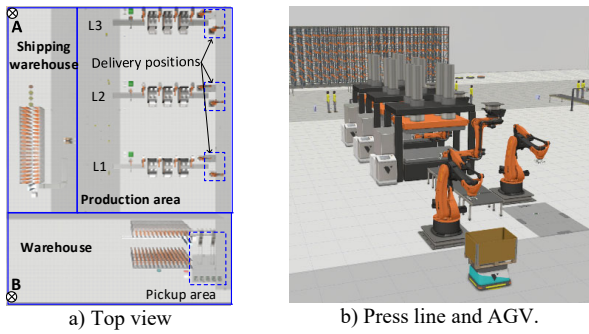 A
L3
Shipping
warehouse
Delivery positions
L2
L1
Production area
Warehouse
B
Pickup area
a) Top view
b) Press line and AGV.